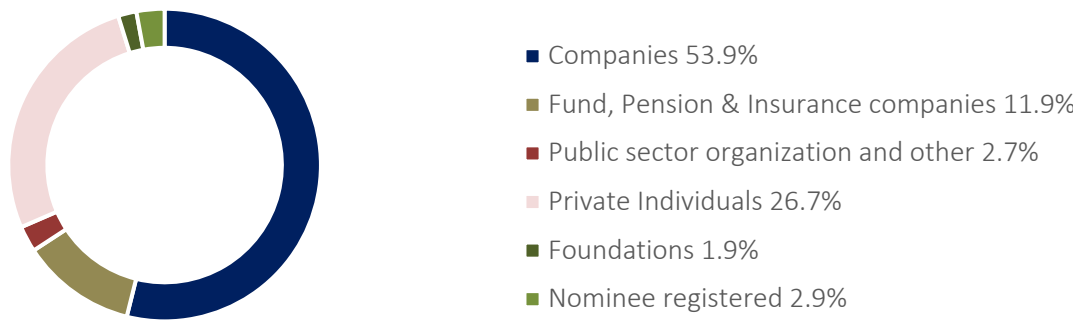 Companies 53.9%
Fund, Pension & Insurance companies 11.9%
Public sector organization and other 2.7%
Private Individuals 26.7%
Foundations 1.9%
Nominee registered 2.9%